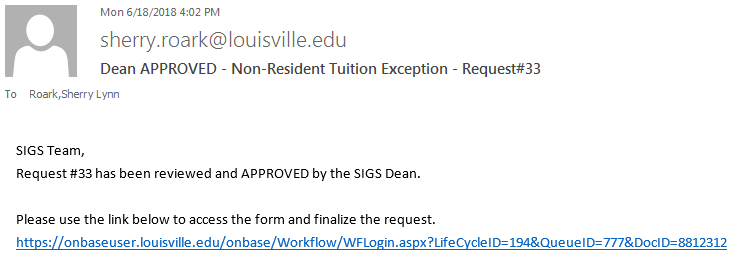 Mon 6/18/2018 4:02 PM
sherry.roark@louisville.edu
Dean APPROVED - Non-Resident Tuition Exception - Request#33
To Roark,Sherry Lynn
SIGS Team,
Request #33 has been reviewed and APPROVED by the SIGS Dean.
Please use the link below to access the form and finalize the request.
https://onbaseuser.louisville.edu/onbase/Workflow/WFLogin.aspx?LifeCycleID=194&QueueID=777&DocID=8812312